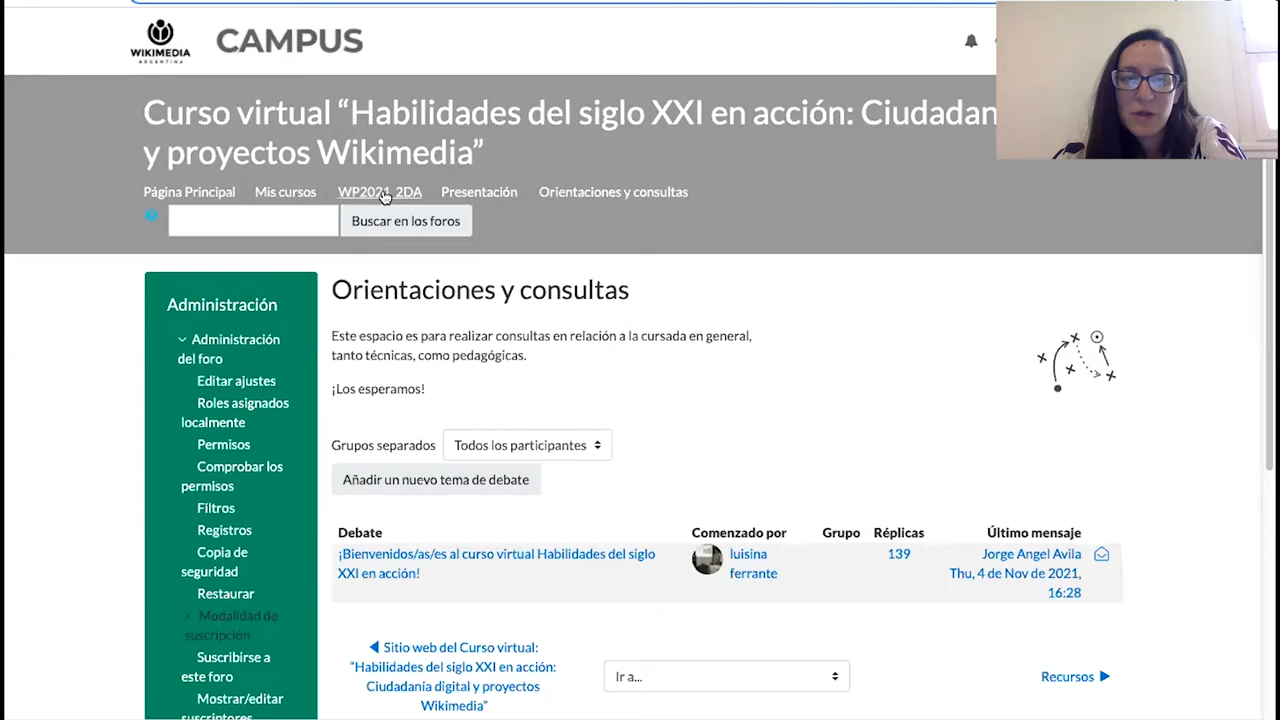 WIKIMEDIA
ARGENTINA
CAMPUS
Curso virtual “Habilidades del siglo XXI en acción: Ciudadan
y proyectos Wikimedia”
Página Principal Mis cursos WP2021_2DA Presentación Orientaciones y consultas
Buscar en los foros
Administración
Administración
del foro
Editar ajustes
Roles asignados
localmente
Permisos
Comprobar los
permisos
Filtros
Registros
Copia de
seguridad
Restaurar
Modalidad de
suscripción
Suscribirse a
este foro
Mostrar/editar
suscriptores
Orientaciones y consultas
Este espacio es para realizar consultas en relación a la cursada en general,
tanto técnicas, como pedagógicas.
¡Los esperamos!
Grupos separados Todos los participantes
Añadir un nuevo tema de debate
Debate Comenzado por Grupo Réplicas Último mensaje
¡Bienvenidos/as/es al curso virtual Habilidades del siglo
XXI en acción!
luisina
ferrante
139
Jorge Angel Avila
Thu, 4 de Nov de 2021,
16:28
◀ Sitio web del Curso virtual:
“Habilidades del siglo XXI en acción:
Ciudadanía digital y proyectos
Wikimedia”
Ir a...
Recursos ▶